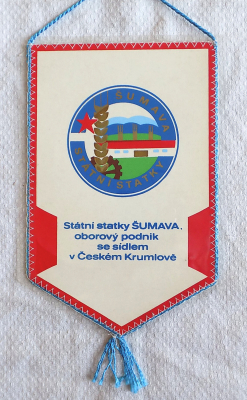 ŠUMAVA
STÁTNÍ STATKY
Státní statky ŠUMAVA,
oborový podnik
se sídlem
v Českém Krumlově